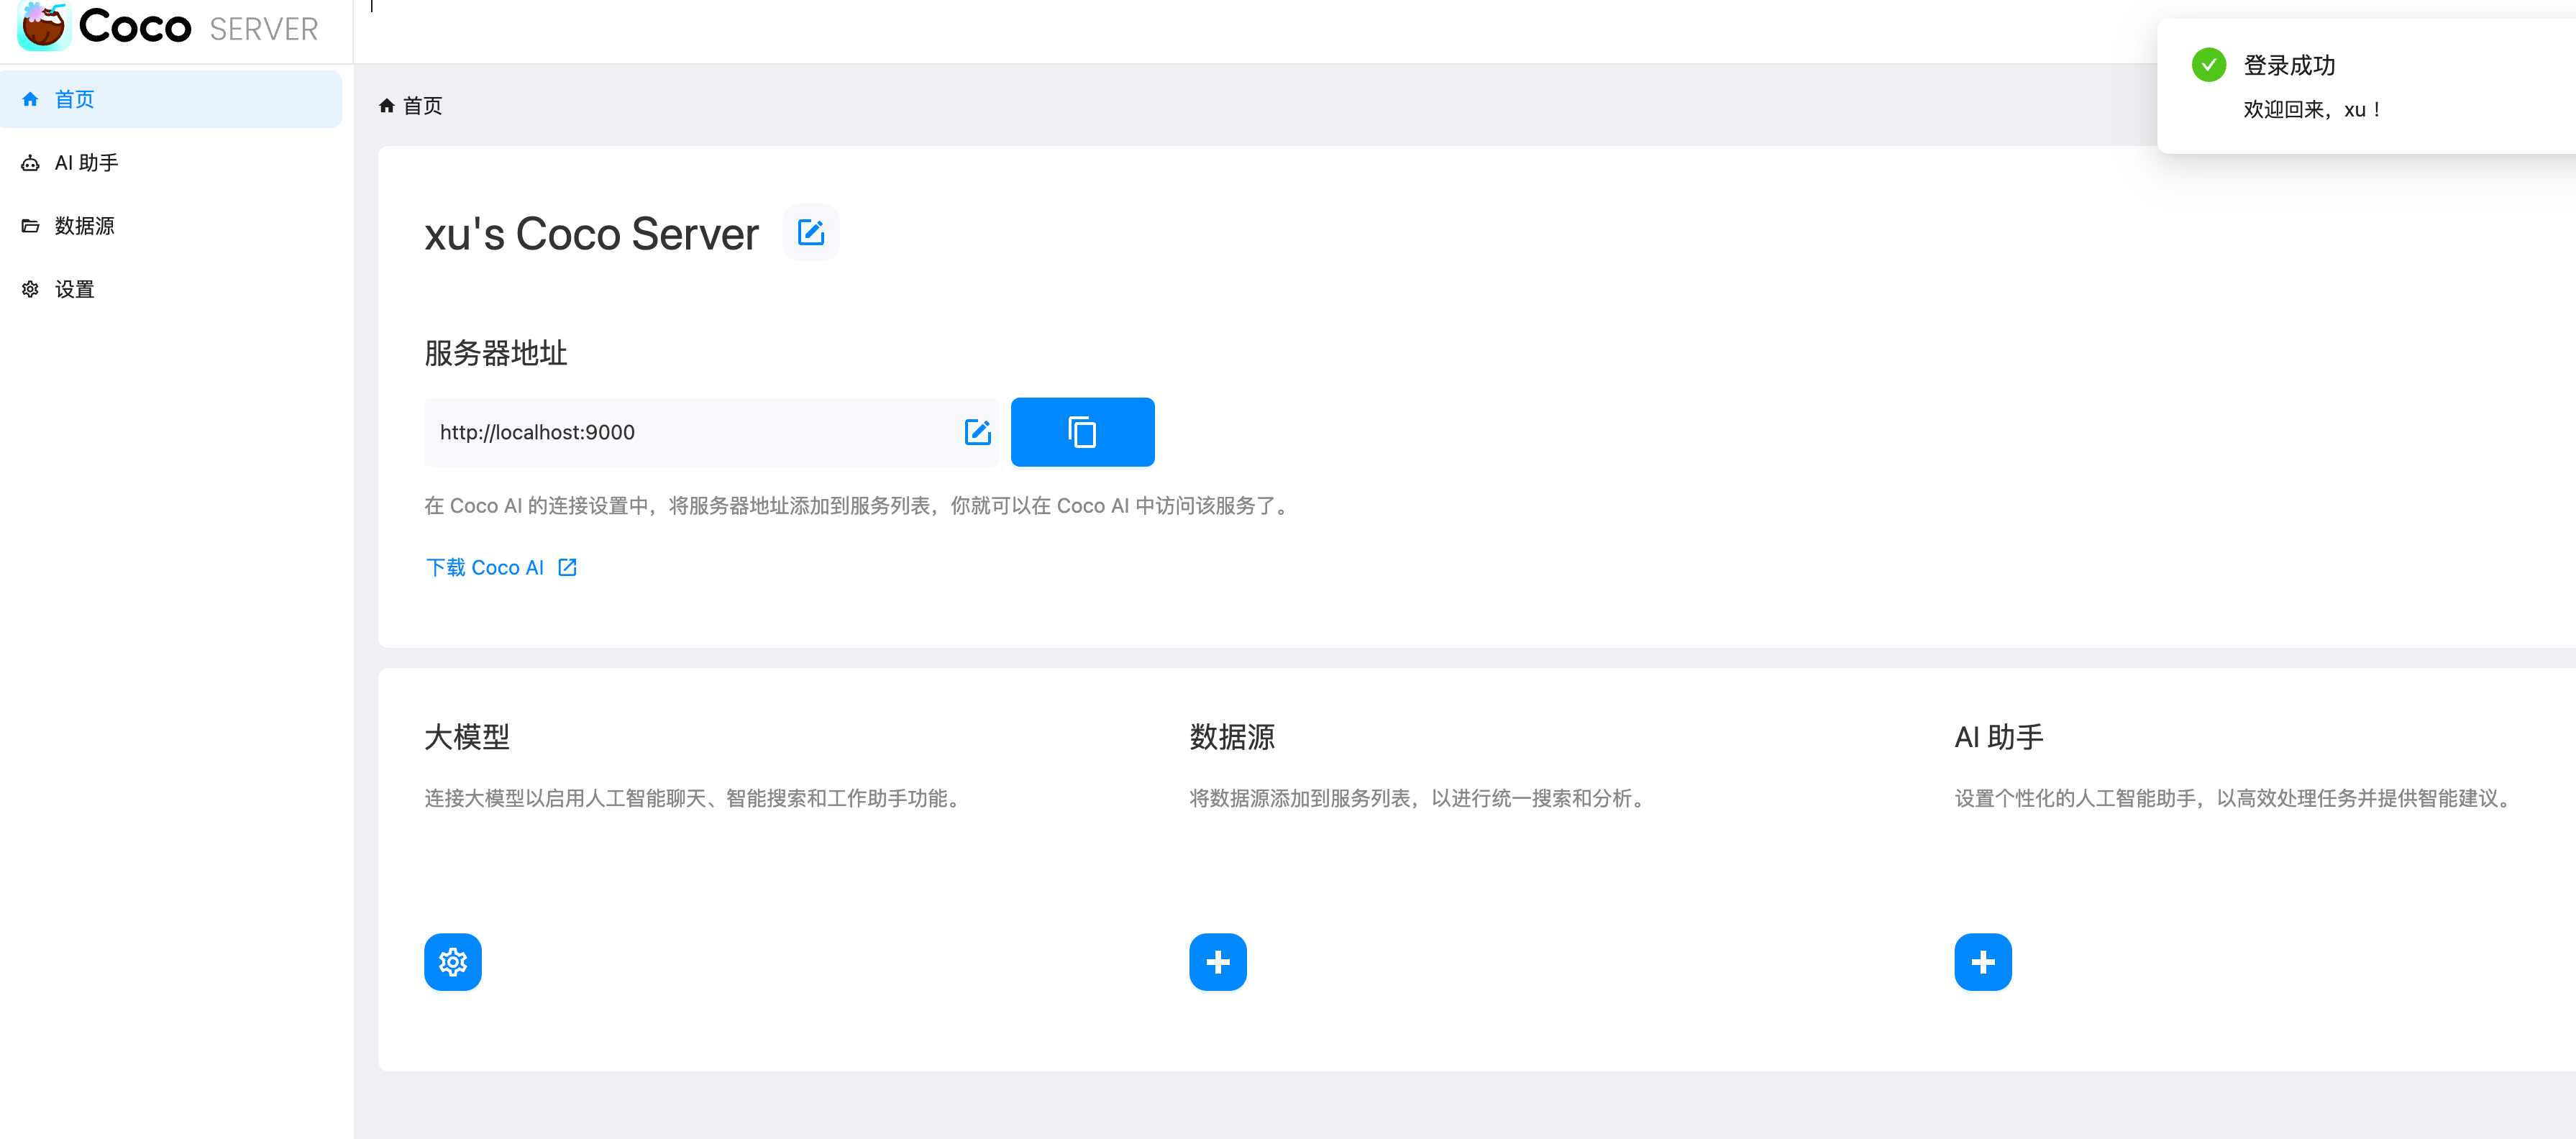 Coco SERVER
登录成功
欢迎回来，xu！
首页
AI 助手
数据源
设置
首页
xu's Coco Server
服务器地址
http://localhost:9000
在 Coco AI 的连接设置中，将服务器地址添加到服务列表，你就可以在 Coco AI 中访问该服务了。
下载 Coco AI
大模型
连接大模型以启用人工智能聊天、智能搜索和工作助手功能。
数据源
将数据源添加到服务列表，以进行统一搜索和分析。
AI 助手
设置个性化的人工智能助手，以高效处理任务并提供智能建议。